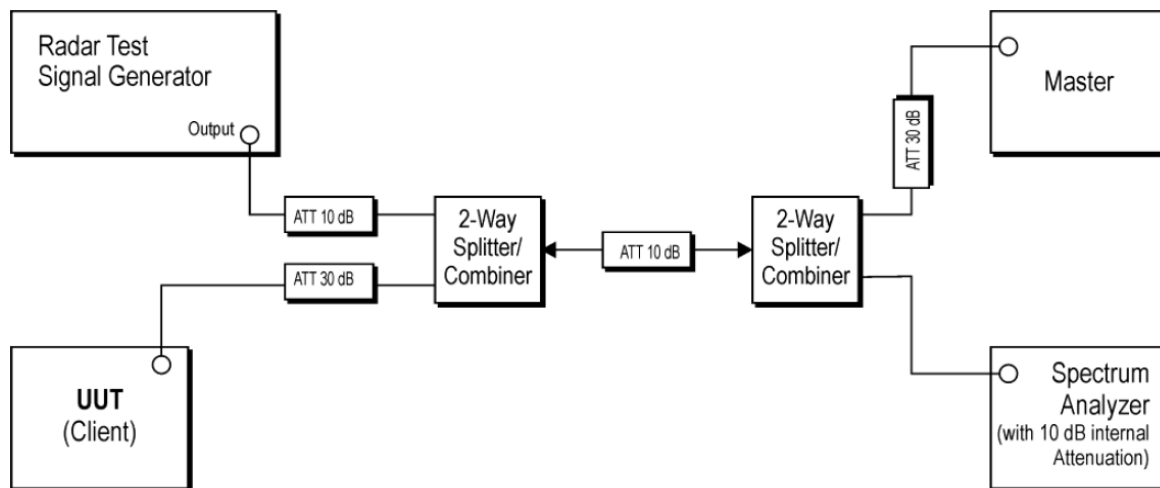 Radar Test
Signal Generator
Output
ATT 10 dB
ATT 30 dB
UUT
(Client)
2-Way
Splitter/
Combiner
ATT 10 dB
2-Way
Splitter/
Combiner
ATT 30 dB
Master
Spectrum
Analyzer
(with 10 dB internal
Attenuation)